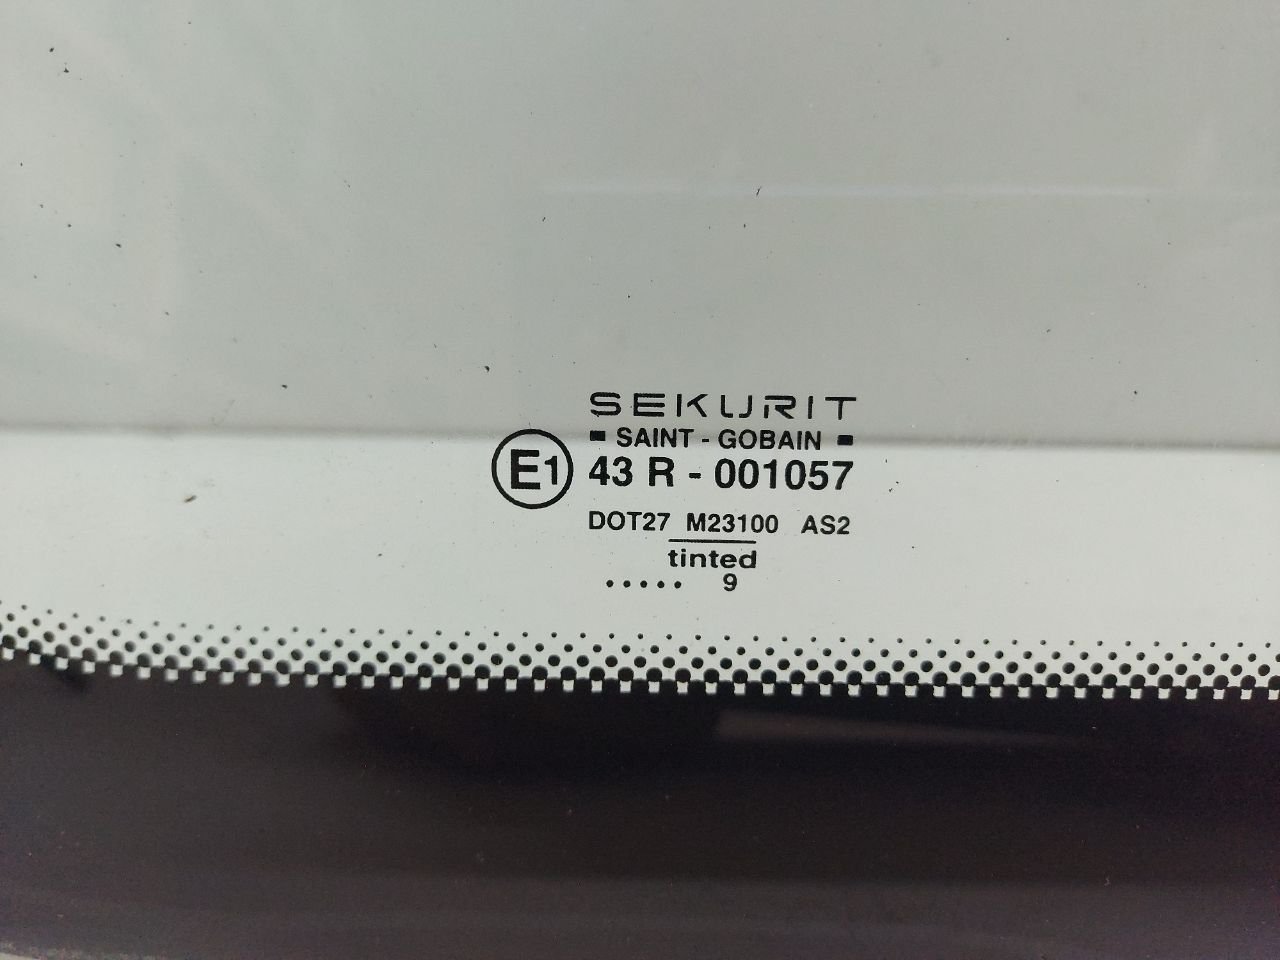 SEKURIT
SAINT - GOBAIN
E1 43 R - 001057
DOT27 M23100 AS2
tinted
..... 9